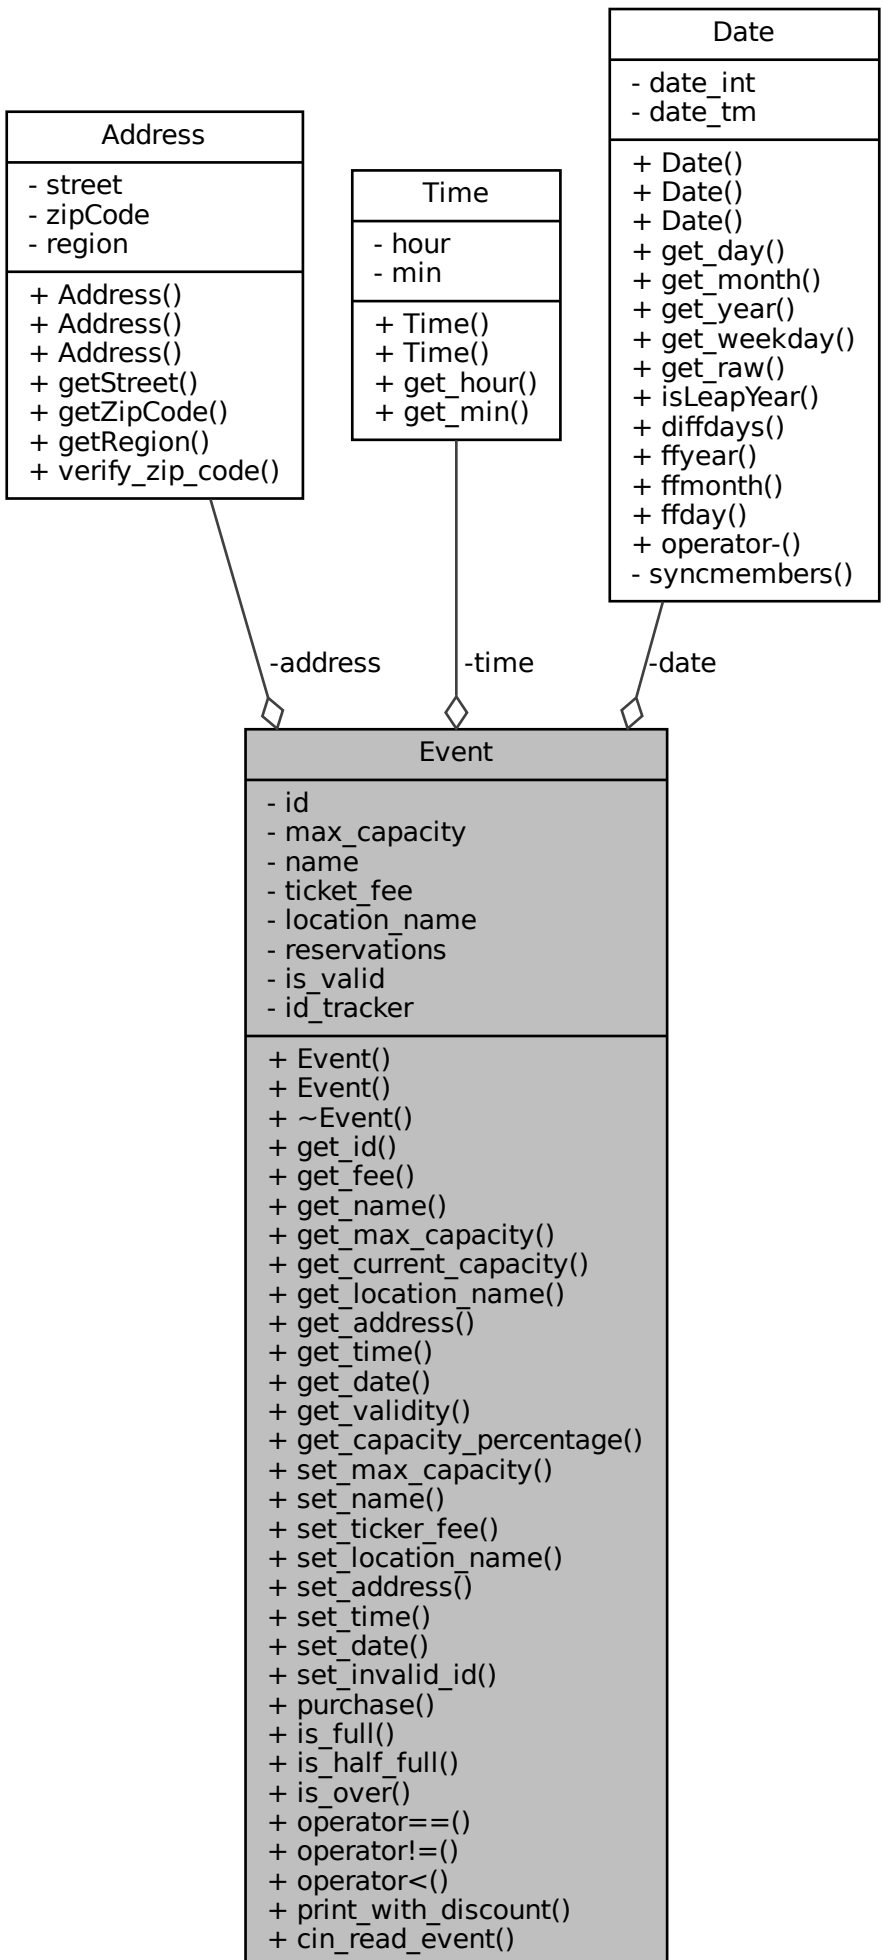 Date
- date_int
- date_tm
+ Date()
+ Date()
+ Date()
+ get_day()
+ get_month()
+ get_year()
+ get_weekday()
+ get_raw()
+ isLeapYear()
+ diffdays()
+ ffyear()
+ ffmonth()
+ ffday()
+ operator-()
- syncmembers()
Address
- street
- zipCode
- region
+ Address()
+ Address()
+ Address()
+ getStreet()
+ getZipCode()
+ getRegion()
+ verify_zip_code()
Time
- hour
- min
+ Time()
+ Time()
+ get_hour()
+ get_min()
-address
-time
-date
Event
- id
- max_capacity
- name
- ticket_fee
- location_name
- reservations
- is_valid
- id_tracker
+ Event()
+ Event()
+ ~Event()
+ get_id()
+ get_fee()
+ get_name()
+ get_max_capacity()
+ get_current_capacity()
+ get_location_name()
+ get_address()
+ get_time()
+ get_date()
+ get_validity()
+ get_capacity_percentage()
+ set_max_capacity()
+ set_name()
+ set_ticker_fee()
+ set_location_name()
+ set_address()
+ set_time()
+ set_date()
+ set_invalid_id()
+ purchase()
+ is_full()
+ is_half_full()
+ is_over()
+ operator==()
+ operator!=()
+ operator<()
+ print_with_discount()
+ cin_read_event()